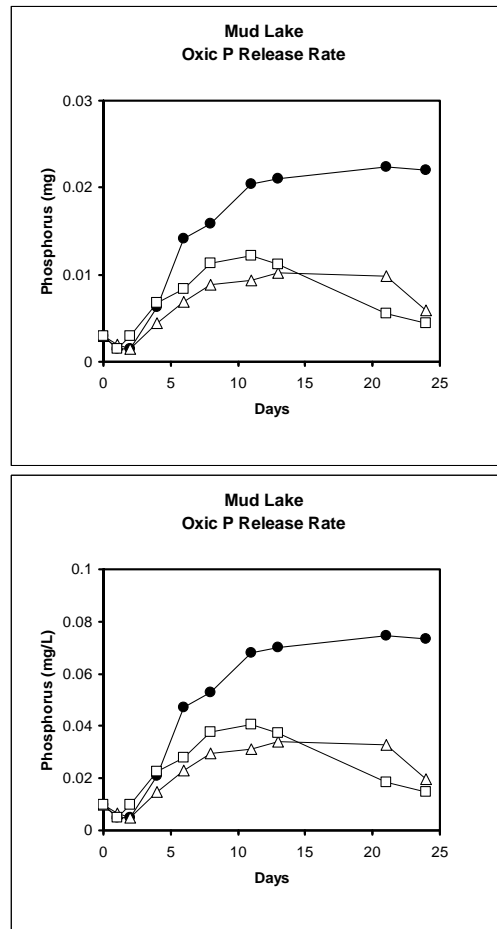 Mud Lake
Oxic P Release Rate
0.03
0.02
0.01
0
Phosphorus (mg)
0 5 10 15 20 25
Days
Mud Lake
Oxic P Release Rate
0.1
0.08
0.06
0.04
0.02
0
Phosphorus (mg/L)
0 5 10 15 20 25
Days